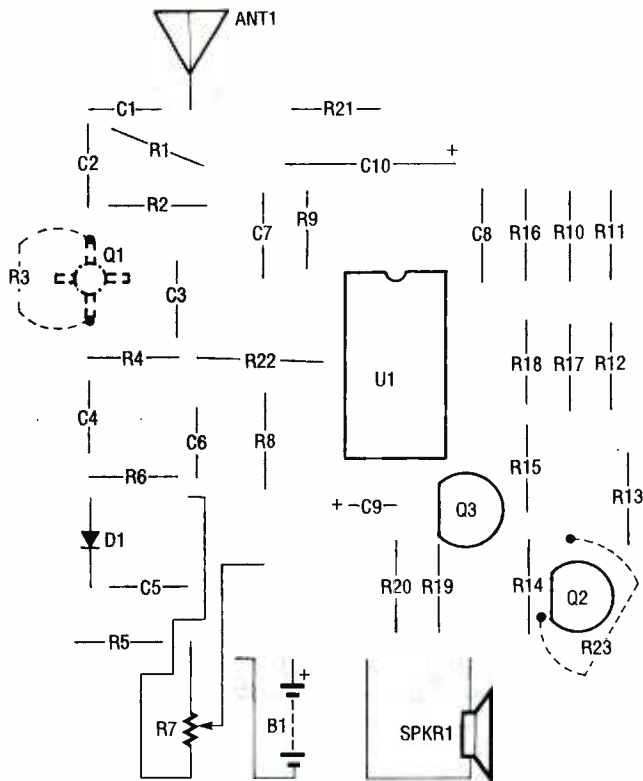 ANT1
C1
R21
C2
R1
C10
+
R2
C7
R9
C8
R16
R10
R11
Q1
R3
C3
R4
R22
U1
R18
R17
R12
C4
C6
R8
R6
R15
R13
+
C9
Q3
D1
C5
R20
R19
R14
Q2
R5
R23
+
R7
B1
SPKR1